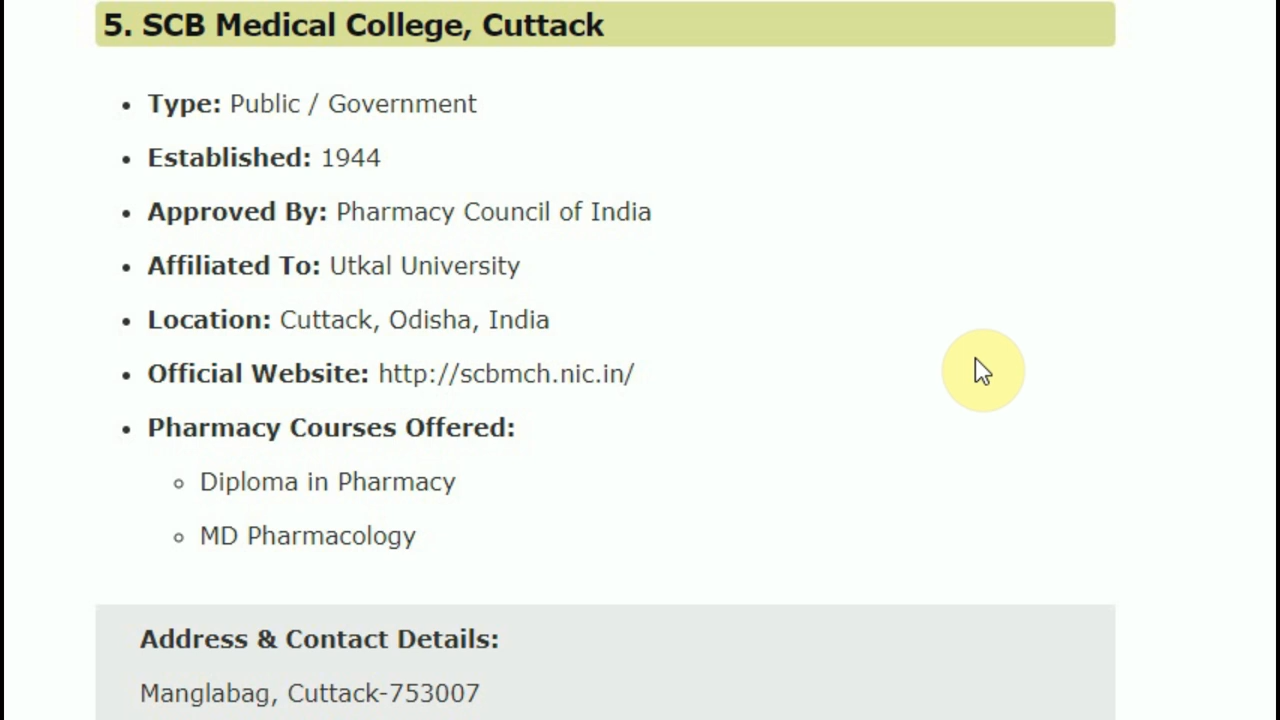 5. SCB Medical College, Cuttack
• Type: Public / Government
• Established: 1944
• Approved By: Pharmacy Council of India
• Affiliated To: Utkal University
• Location: Cuttack, Odisha, India
• Official Website: http://scbmch.nic.in/
• Pharmacy Courses Offered:
◦ Diploma in Pharmacy
◦ MD Pharmacology
Address & Contact Details:
Manglabag, Cuttack-753007